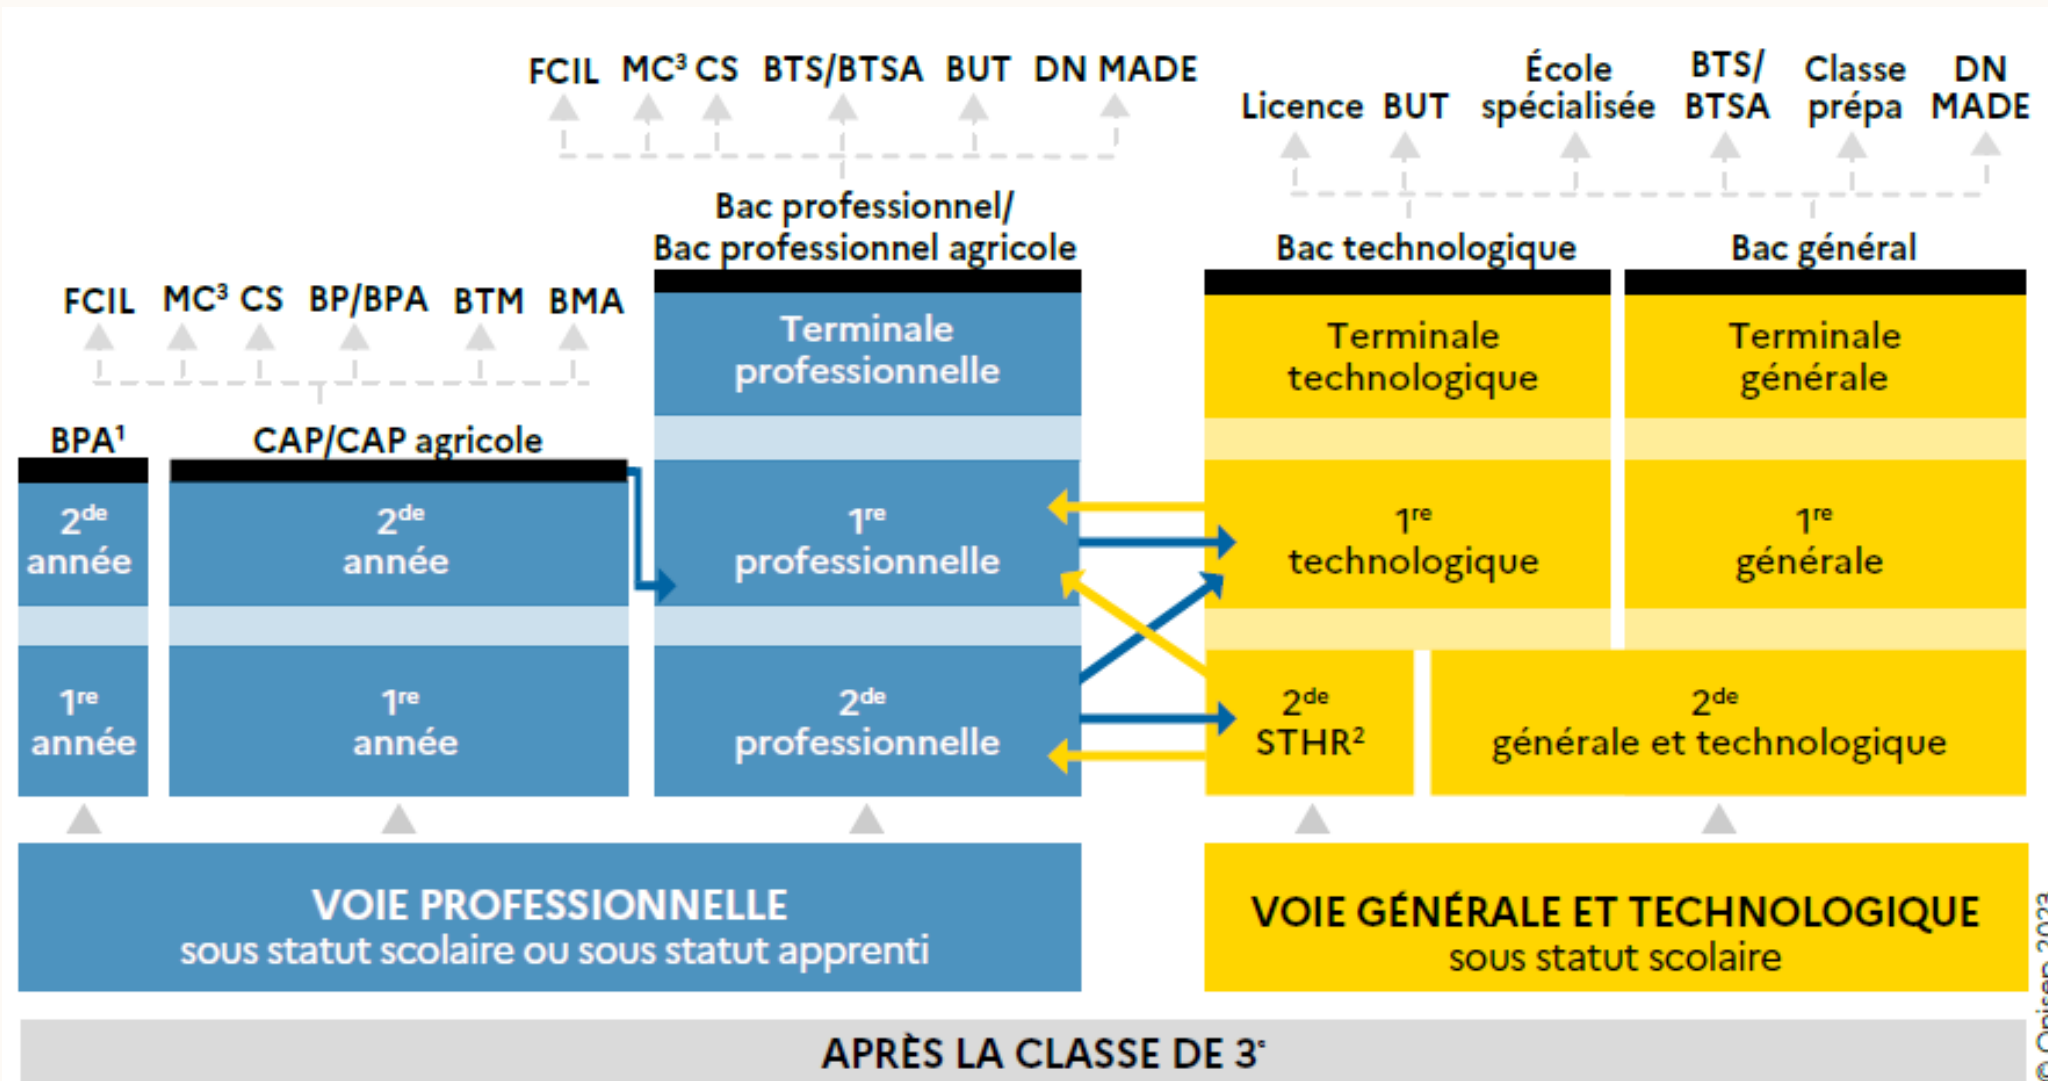 FCIL MC³ CS BTS/BTSA BUT DN MADE
Licence BUT École spécialisée BTS/BTSA Classe prépa DN MADE
Bac professionnel/
Bac professionnel agricole
Bac technologique
Bac général
FCIL MC³ CS BP/BPA BTM BMA
BPA¹
CAP/CAP agricole
Terminale
professionnelle
Terminale
technologique
Terminale
générale
2de
année
2de
année
1re
professionnelle
1re
technologique
1re
générale
1re
année
1re
année
2de
professionnelle
2de
STHR²
2de
générale et technologique
VOIE PROFESSIONNELLE
sous statut scolaire ou sous statut apprenti
VOIE GÉNÉRALE ET TECHNOLOGIQUE
sous statut scolaire
APRÈS LA CLASSE DE 3e
© Onisep 2023